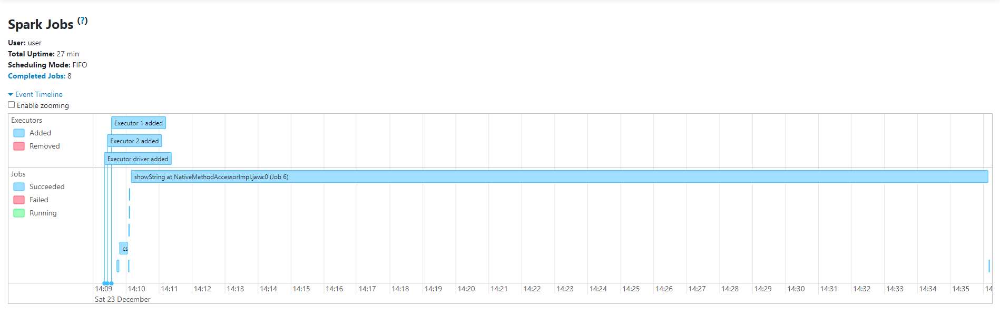 Spark Jobs (?)
User: user
Total Uptime: 27 min
Scheduling Mode: FIFO
Completed Jobs: 8
Event Timeline
Enable zooming
Executors
Added
Removed
Executor 1 added
Executor 2 added
Executor driver added
Jobs
Succeeded
Failed
Running
showString at NativeMethodAccessorImpl.java:0 (Job 6)
cs
14:09 14:10 14:11 14:12 14:13 14:14 14:15 14:16 14:17 14:18 14:19 14:20 14:21 14:22 14:23 14:24 14:25 14:26 14:27 14:28 14:29 14:30 14:31 14:32 14:33 14:34 14:35 14
Sat 23 December